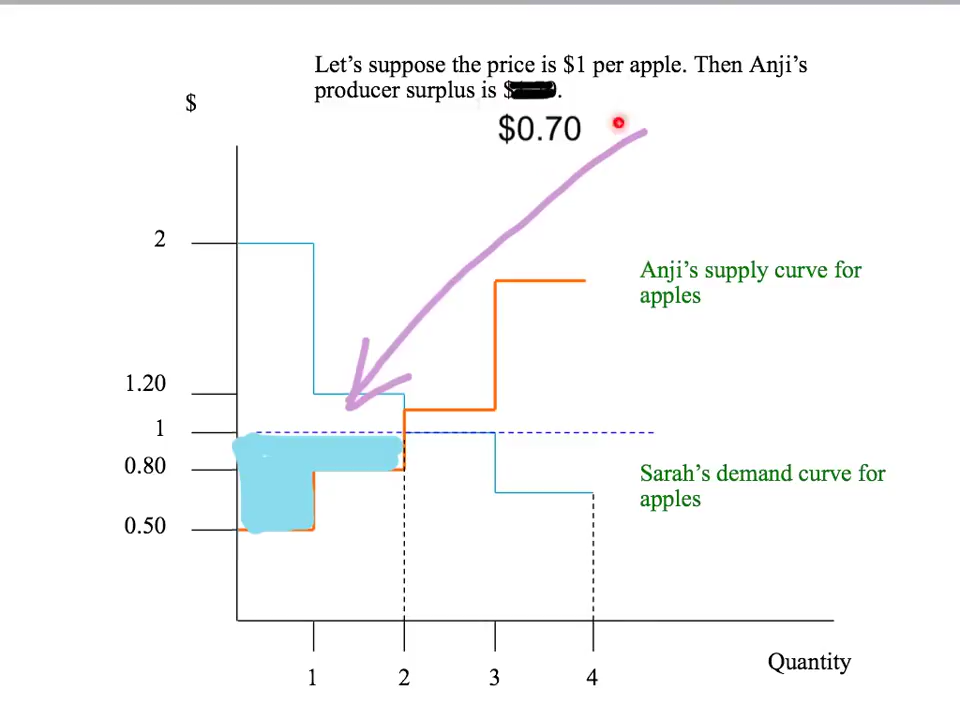 Let’s suppose the price is $1 per apple. Then Anji’s
producer surplus is $
.
$0.70
$
2
1.20
1
0.80
0.50
Anji’s supply curve for
apples
Sarah’s demand curve for
apples
1
2
3
4
Quantity